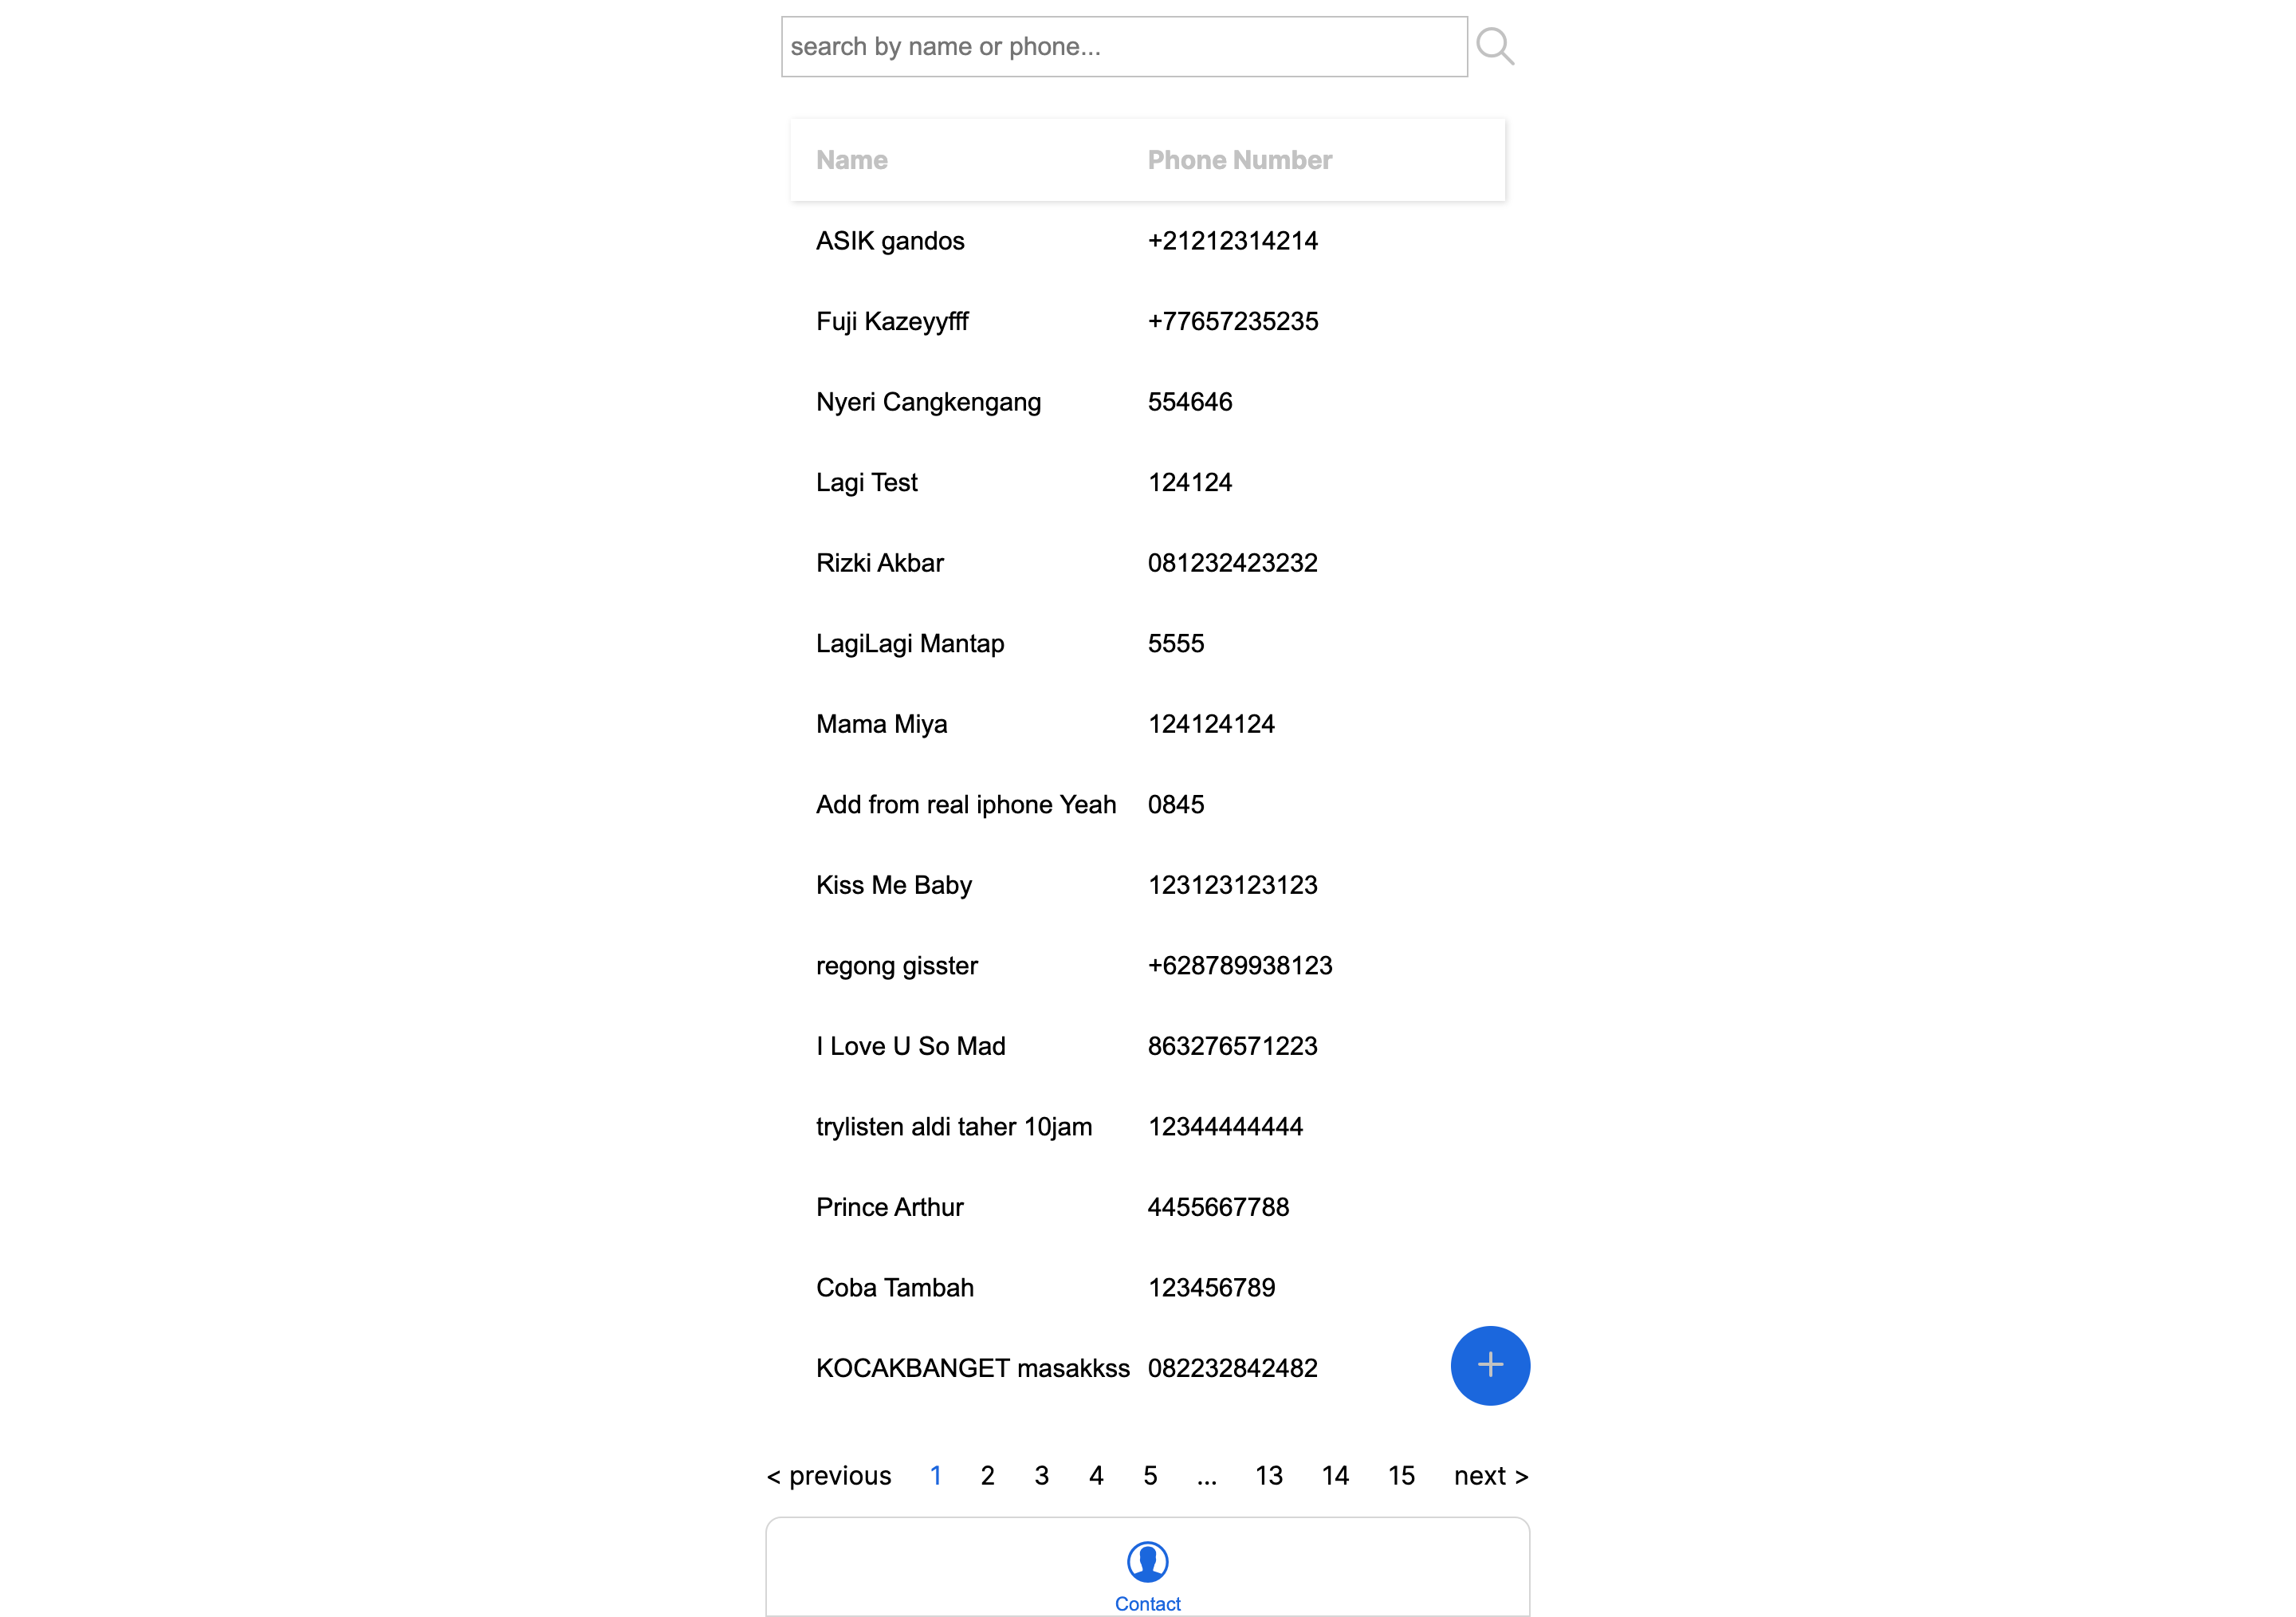 search by name or phone...
Name Phone Number
ASIK gandos +21212314214
Fuji Kazeyyfff +77657235235
Nyeri Cangkengang 554646
Lagi Test 124124
Rizki Akbar 081232423232
LagiLagi Mantap 5555
Mama Miya 124124124
Add from real iphone Yeah 0845
Kiss Me Baby 123123123123
regong gisster +628789938123
I Love U So Mad 863276571223
trylisten aldi taher 10jam 12344444444
Prince Arthur 4455667788
Coba Tambah 123456789
KOCAKBANGET masakkss 082232842482
< previous 1 2 3 4 5 ... 13 14 15 next >
Contact